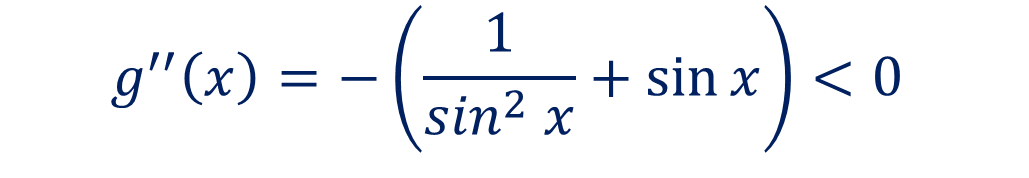 g′′(x) = −(1/sin² x + sin x) < 0